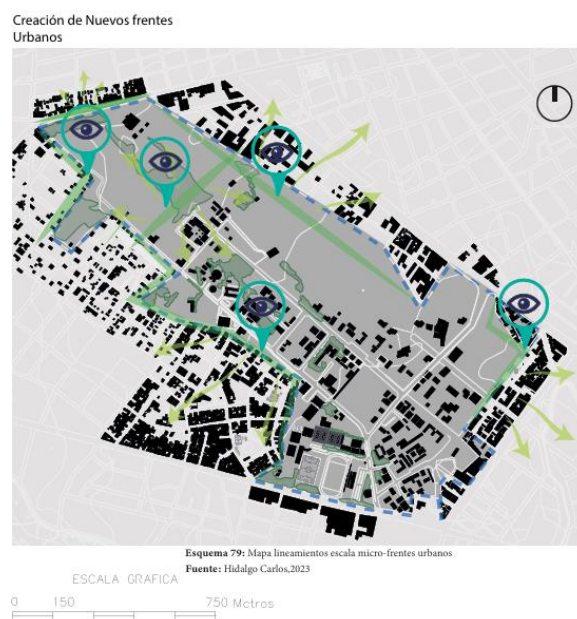 Creación de Nuevos frentes
Urbanos
Esquema 79: Mapa lineamientos escala micro-frentes urbanos
Fuente: Hidalgo Carlos,2023
ESCALA GRAFICA
0 150 750 Metros